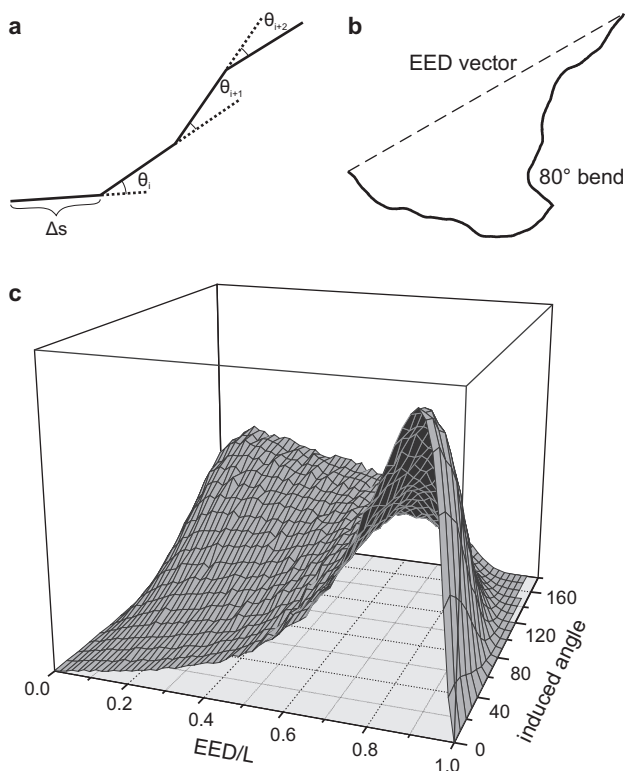 a
θi+2
θi+1
θi
Δs
b
EED vector
80° bend
c
0.0
0.2
0.4
0.6
0.8
1.0
EED/L
0
40
80
120
160
induced angle